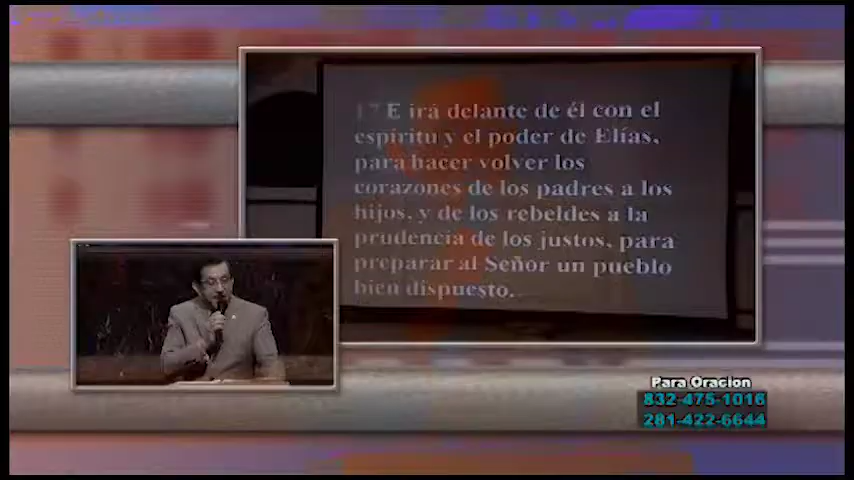 17 E irá delante de él con el
espíritu y el poder de Elías,
para hacer volver los
corazones de los padres a los
hijos, y de los rebeldes a la
prudencia de los justos, para
preparar al Señor un pueblo
bien dispuesto.
Para Oracion
832-475-1016
281-422-6644